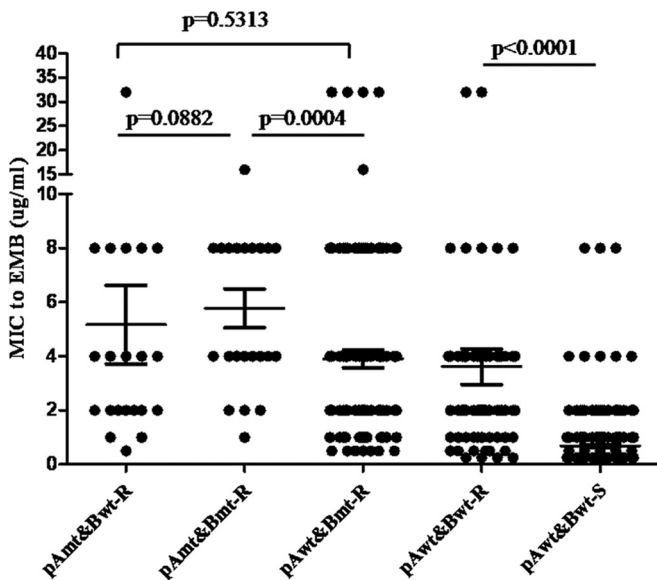 p=0.5313
p<0.0001
p=0.0882
p=0.0004
MIC to EMB (ug/ml)
40
35
30
25
20
15
10
8
6
4
2
0
pAmt&Bwt-R
pAmt&Bmt-R
pAwt&Bmt-R
pAwt&Bwt-R
pAwt&Bwt-S